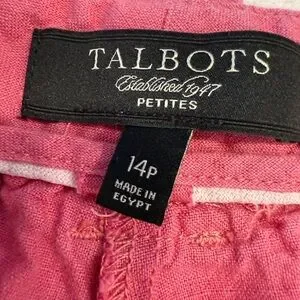 TALBOTS
Established 1947
PETITES
14P
MADE IN
EGYPT